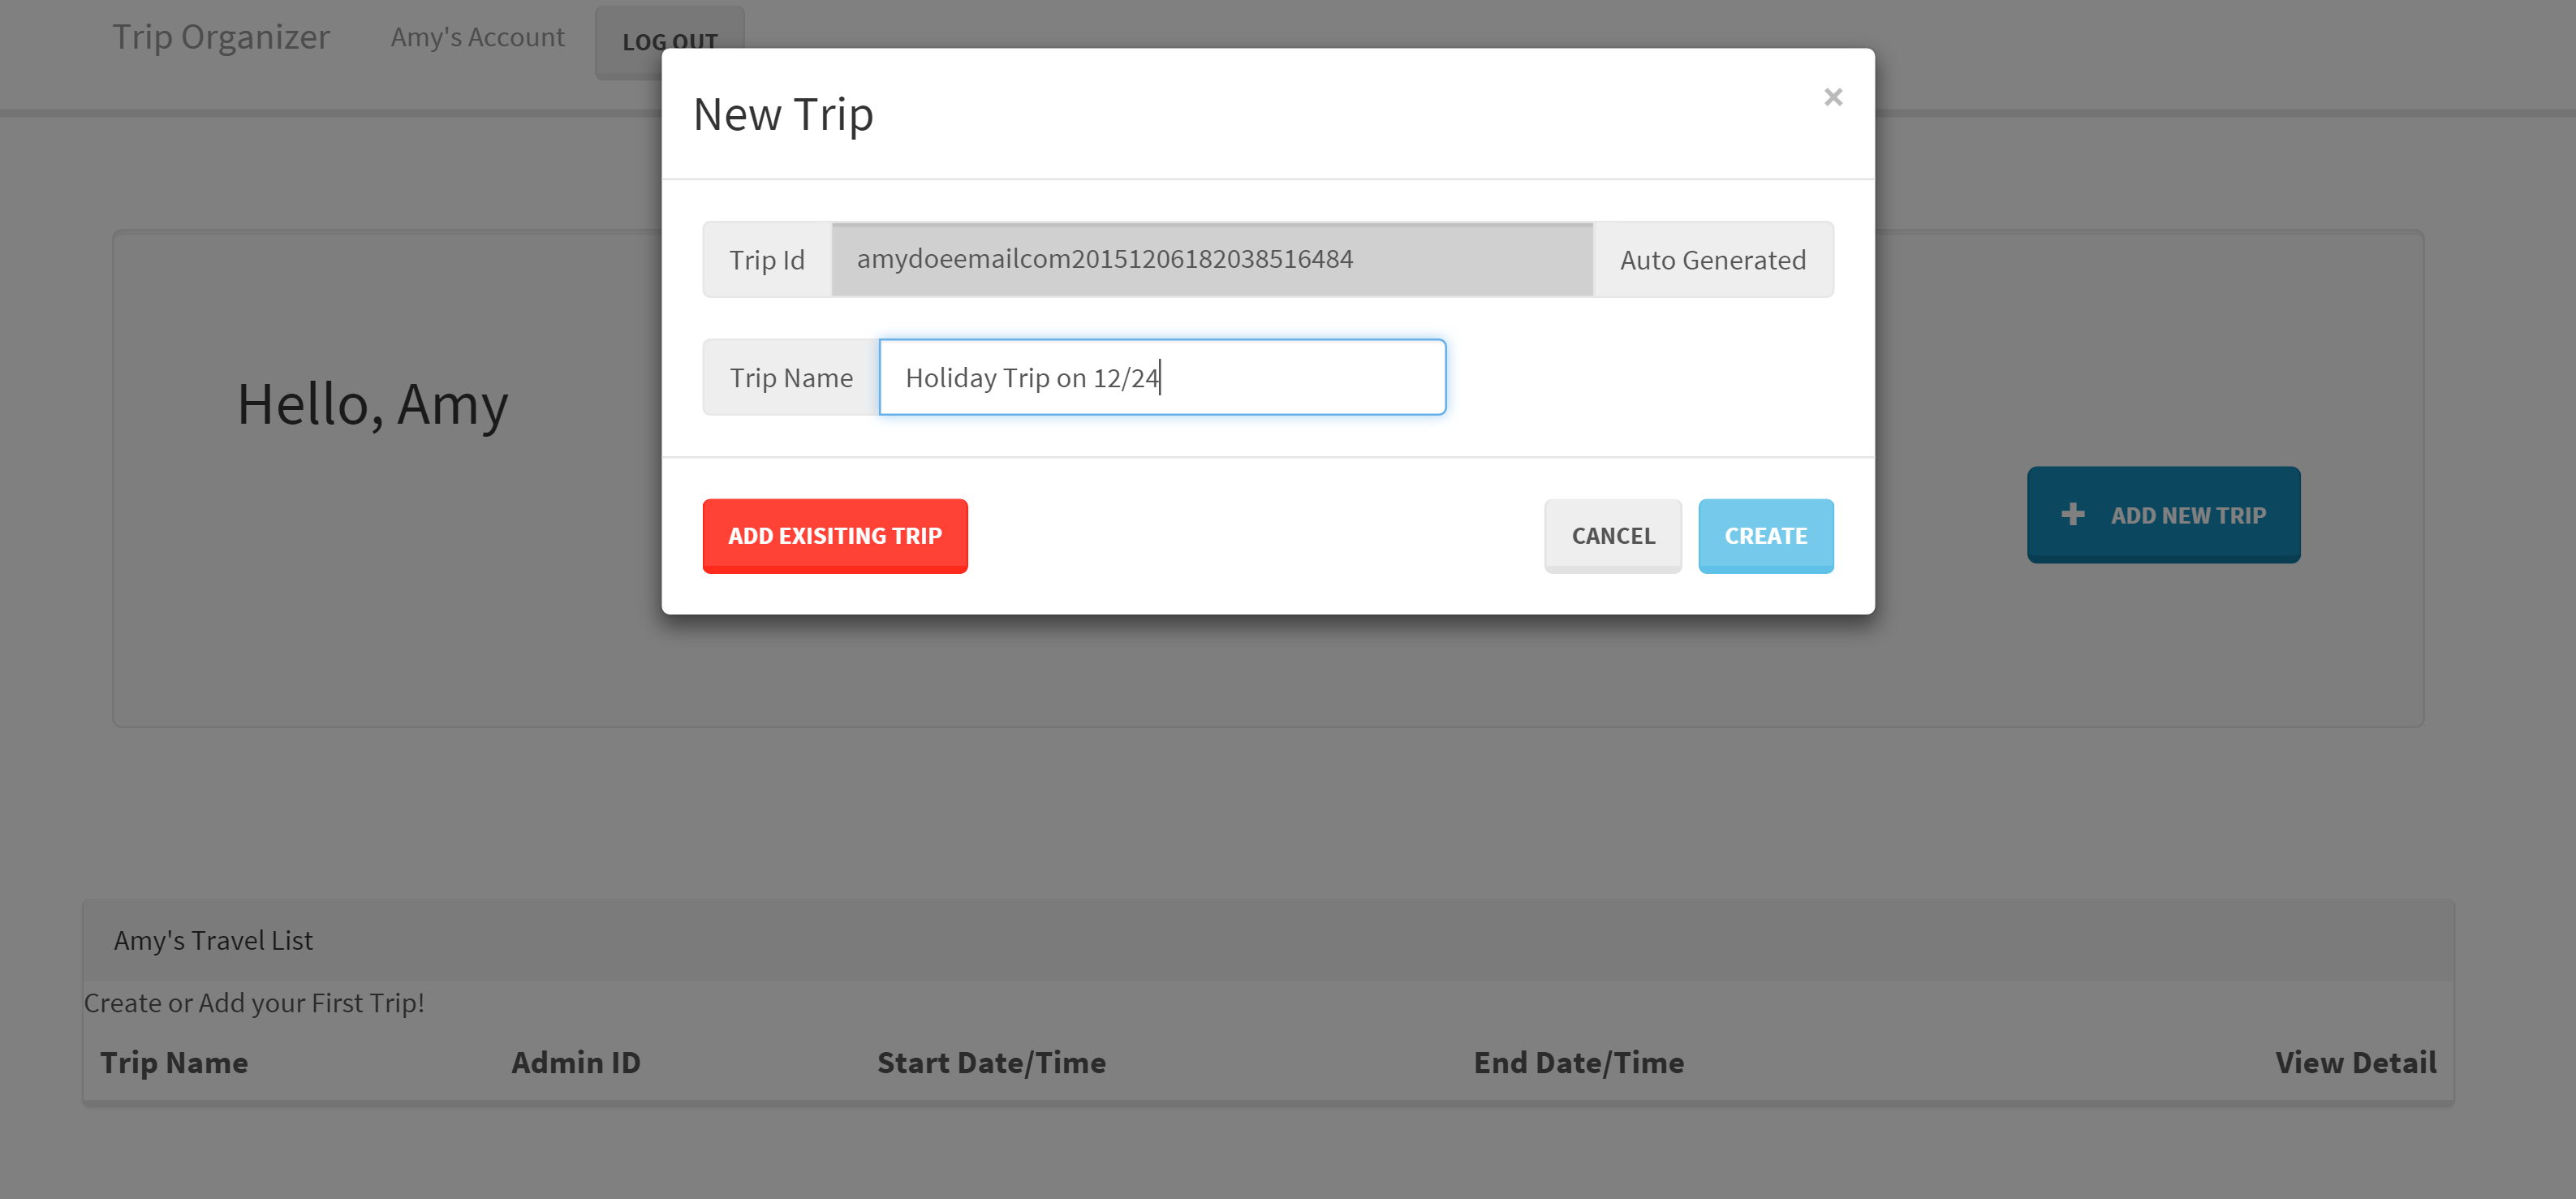 Trip Organizer Amy's Account LOG OUT
New Trip ×
Trip Id amydoeemailcom20151206182038516484 Auto Generated
Trip Name Holiday Trip on 12/24
Hello, Amy
ADD NEW TRIP
ADD EXISITING TRIP CANCEL CREATE
Amy's Travel List
Create or Add your First Trip!
Trip Name Admin ID Start Date/Time End Date/Time View Detail